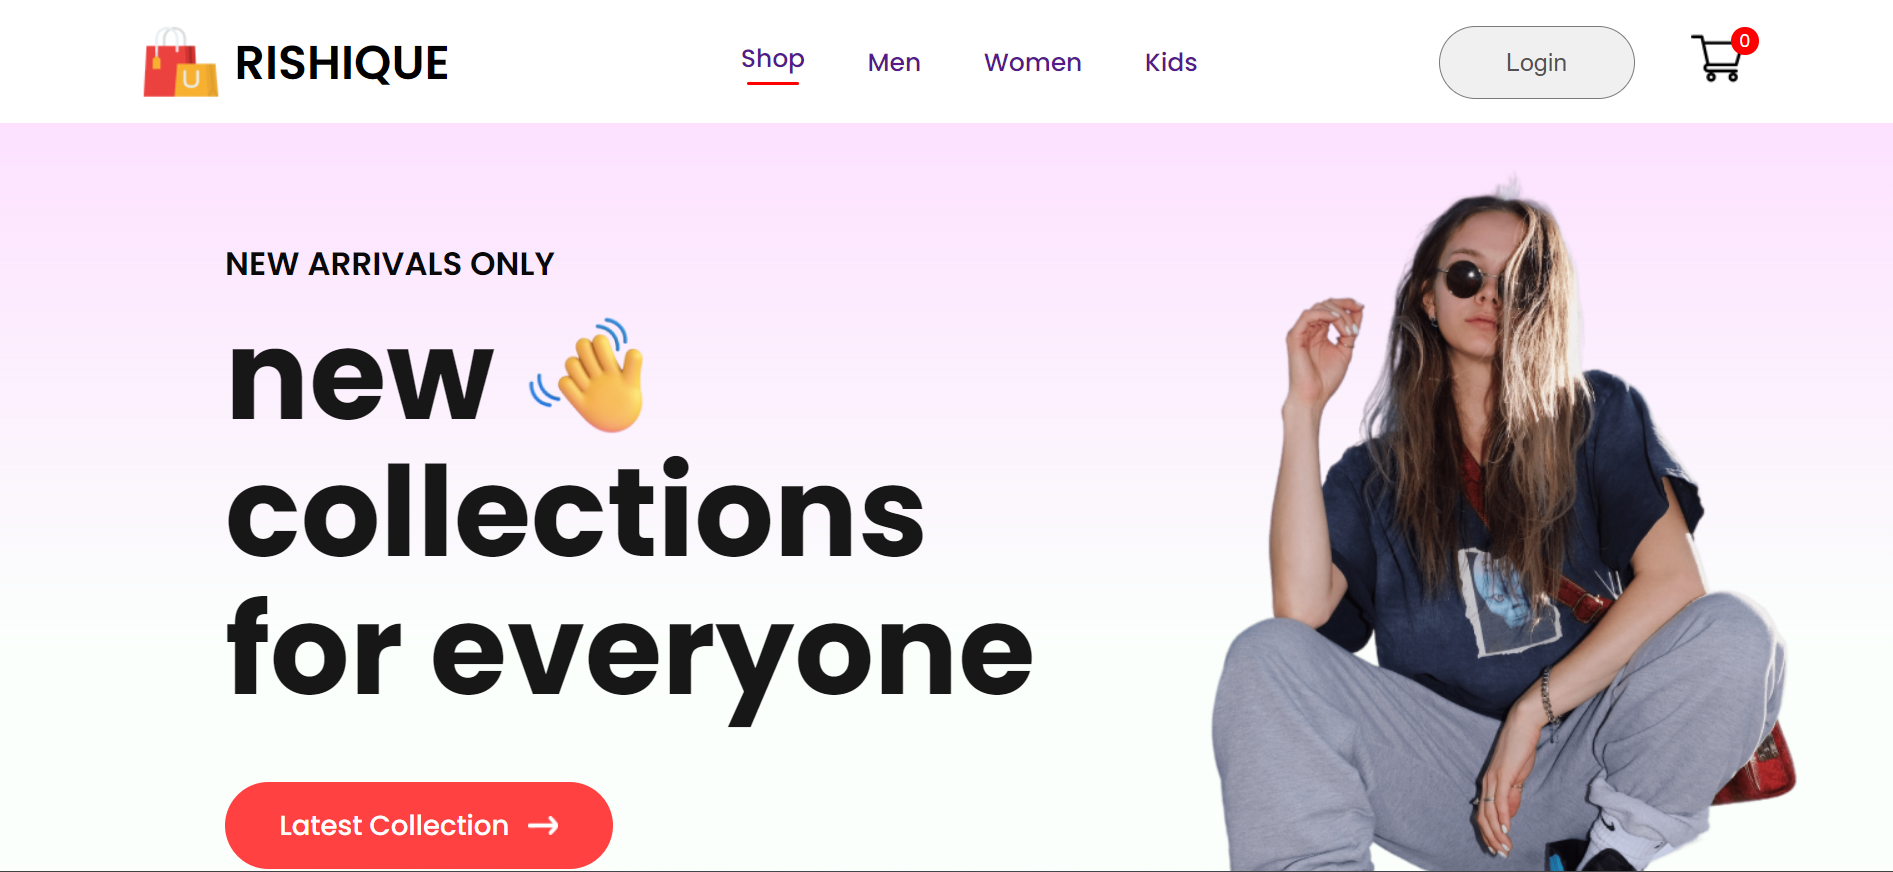 RISHIQUE
Shop
Men
Women
Kids
Login
0
NEW ARRIVALS ONLY
new 👋
collections
for everyone
Latest Collection →